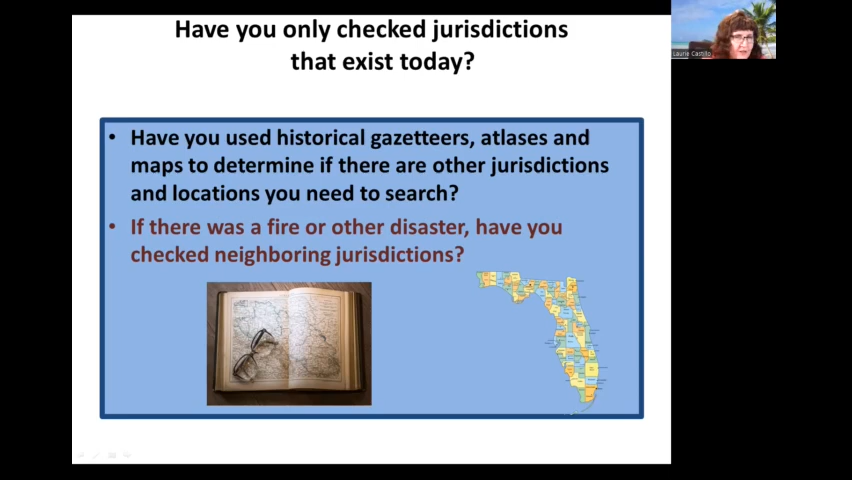 Have you only checked jurisdictions
that exist today?
Laurie Castillo
• Have you used historical gazetteers, atlases and
maps to determine if there are other jurisdictions
and locations you need to search?
• If there was a fire or other disaster, have you
checked neighboring jurisdictions?